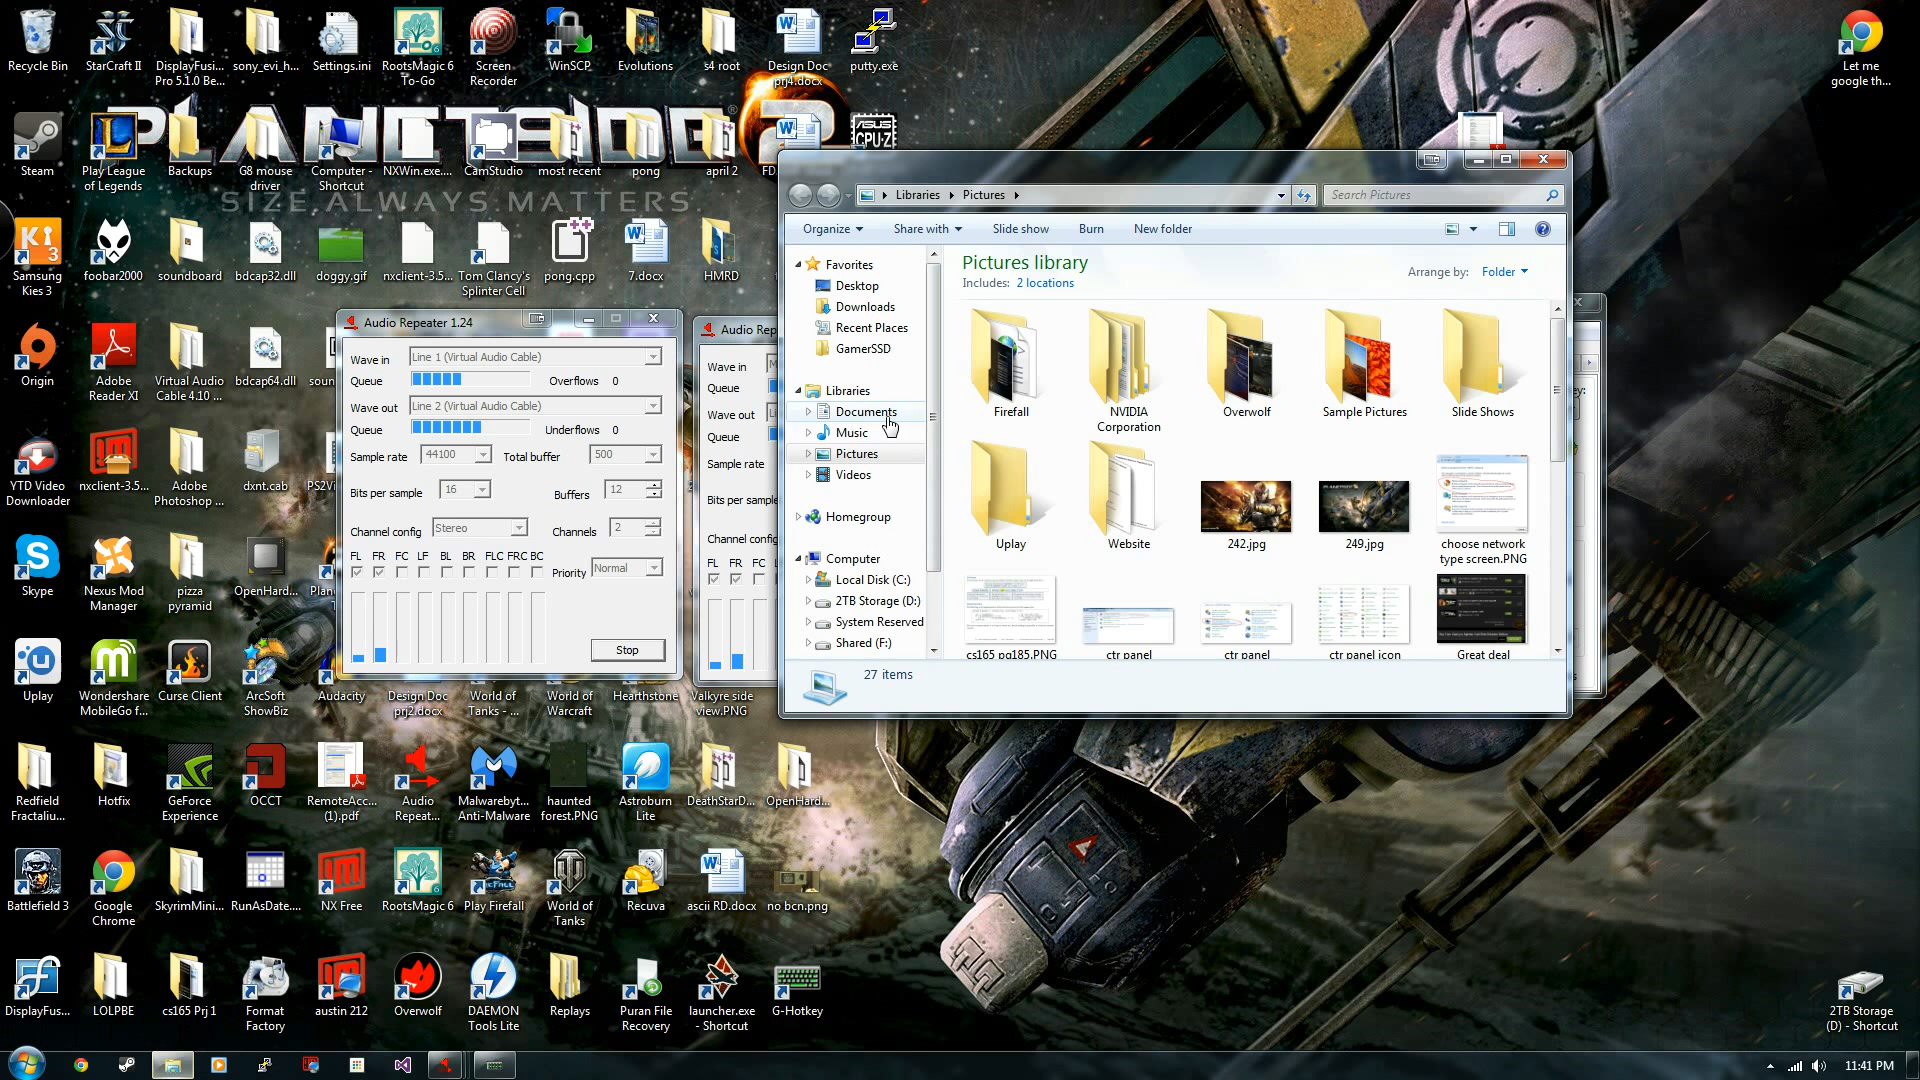 Recycle Bin
StarCraft II
DisplayFusion
Pro 5.1.0 Be...
sony_evi_h...
Settings.ini
RootsMagic 6
To-Go
Screen
Recorder
WinSCP
Evolutions
s4 root
Design Doc
prj4.docx
putty.exe
Let me
google th...
PLANETSIDE 2
SIZE.ALWAYS.MATTERS.
Steam
Play League
of Legends
Backups
G8 mouse
driver
Computer -
Shortcut
NXWin.exe....
CamStudio
most recent
pong
april 2
ASUS
CPU-Z
Samsung
Kies 3
foobar2000
soundboard
bdcap32.dll
doggy.gif
nxclient-3.5...
Tom Clancy's
Splinter Cell
pong.cpp
7.docx
HMRD
Origin
Adobe
Reader XI
Virtual Audio
Cable 4.10 ...
bdcap64.dll
YTD Video
Downloader
nxclient-3.5...
Adobe
Photoshop ...
dxnt.cab
Skype
Nexus Mod
Manager
pizza
pyramid
OpenHard...
Uplay
Wondershare
MobileGo f...
Curse Client
ArcSoft
ShowBiz
Audacity
Design Doc
prj2.docx
World of
Tanks - ...
World of
Warcraft
Hearthstone
Valkyre side
view.PNG
Redfield
Fractaliu...
Hotfix
GeForce
Experience
OCCT
RemoteAcc...
(1).pdf
Audio
Repeat...
Malwarebyt...
Anti-Malware
haunted
forest.PNG
Astroburn
Lite
DeathStarD...
OpenHard...
Battlefield 3
Google
Chrome
SkyrimMini...
RunAsDate....
NX Free
RootsMagic 6
Play Firefall
World of
Tanks
Recuva
ascii RD.docx
no bcn.png
DisplayFus...
LOLPBE
cs165 Prj 1
Format
Factory
austin 212
Overwolf
DAEMON
Tools Lite
Replays
Puran File
Recovery
launcher.exe
- Shortcut
G-Hotkey
2TB Storage
(D) - Shortcut
Audio Repeater 1.24
Wave in
Line 1 (Virtual Audio Cable)
Queue
Overflows 0
Wave out
Line 2 (Virtual Audio Cable)
Queue
Underflows 0
Sample rate 44100
Total buffer 500
Bits per sample 16
Buffers 12
Channel config Stereo
Channels 2
FL FR FC LF BL BR FLC FRC BC
Priority Normal
Stop
Audio Rep
Wave in
Queue
Wave out
Queue
Sample rate
Bits per sample
Channel config
FL FR FC
Libraries Pictures
Search Pictures
Organize
Share with
Slide show
Burn
New folder
Favorites
Desktop
Downloads
Recent Places
GamerSSD
Libraries
Documents
Music
Pictures
Videos
Homegroup
Computer
Local Disk (C:)
2TB Storage (D:)
System Reserved
Shared (F:)
Pictures library
Includes: 2 locations
Arrange by: Folder
Firefall
NVIDIA
Corporation
Overwolf
Sample Pictures
Slide Shows
Uplay
Website
242.jpg
249.jpg
choose network
type screen.PNG
cs165 pg185.PNG
ctr panel
ctr panel
ctr panel icon
Great deal
27 items
11:41 PM